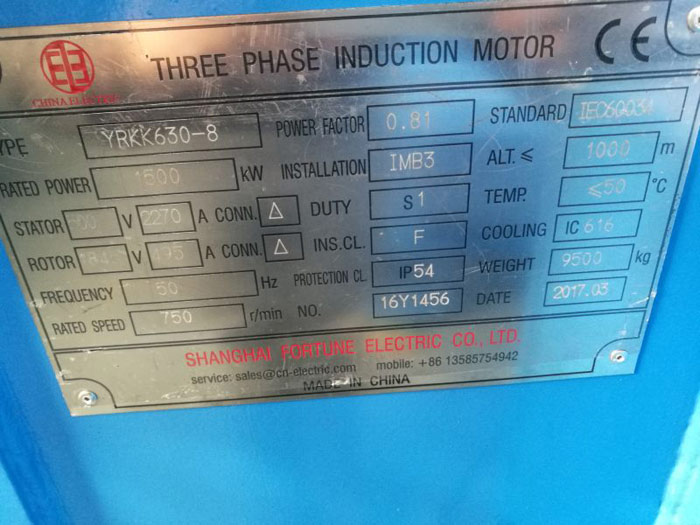 THREE PHASE INDUCTION MOTOR CE
CHINA ELECTRIC
YPE YRKK630-8 POWER FACTOR 0.81 STANDARD IEC60034
RATED POWER 1500 kW INSTALLATION IMB3 ALT. ≤ 1000 m
STATOR V 2270 A CONN. △ DUTY S1 TEMP. ≤50 °C
ROTOR V A CONN. △ INS.CL. F COOLING IC 616
FREQUENCY 50 Hz PROTECTION CL. IP54 WEIGHT 9500 kg
RATED SPEED 750 r/min NO. 16Y1456 DATE 2017.03
SHANGHAI FORTUNE ELECTRIC CO., LTD.
service: sales@cn-electric.com mobile: +86 13585754942
MADE IN CHINA